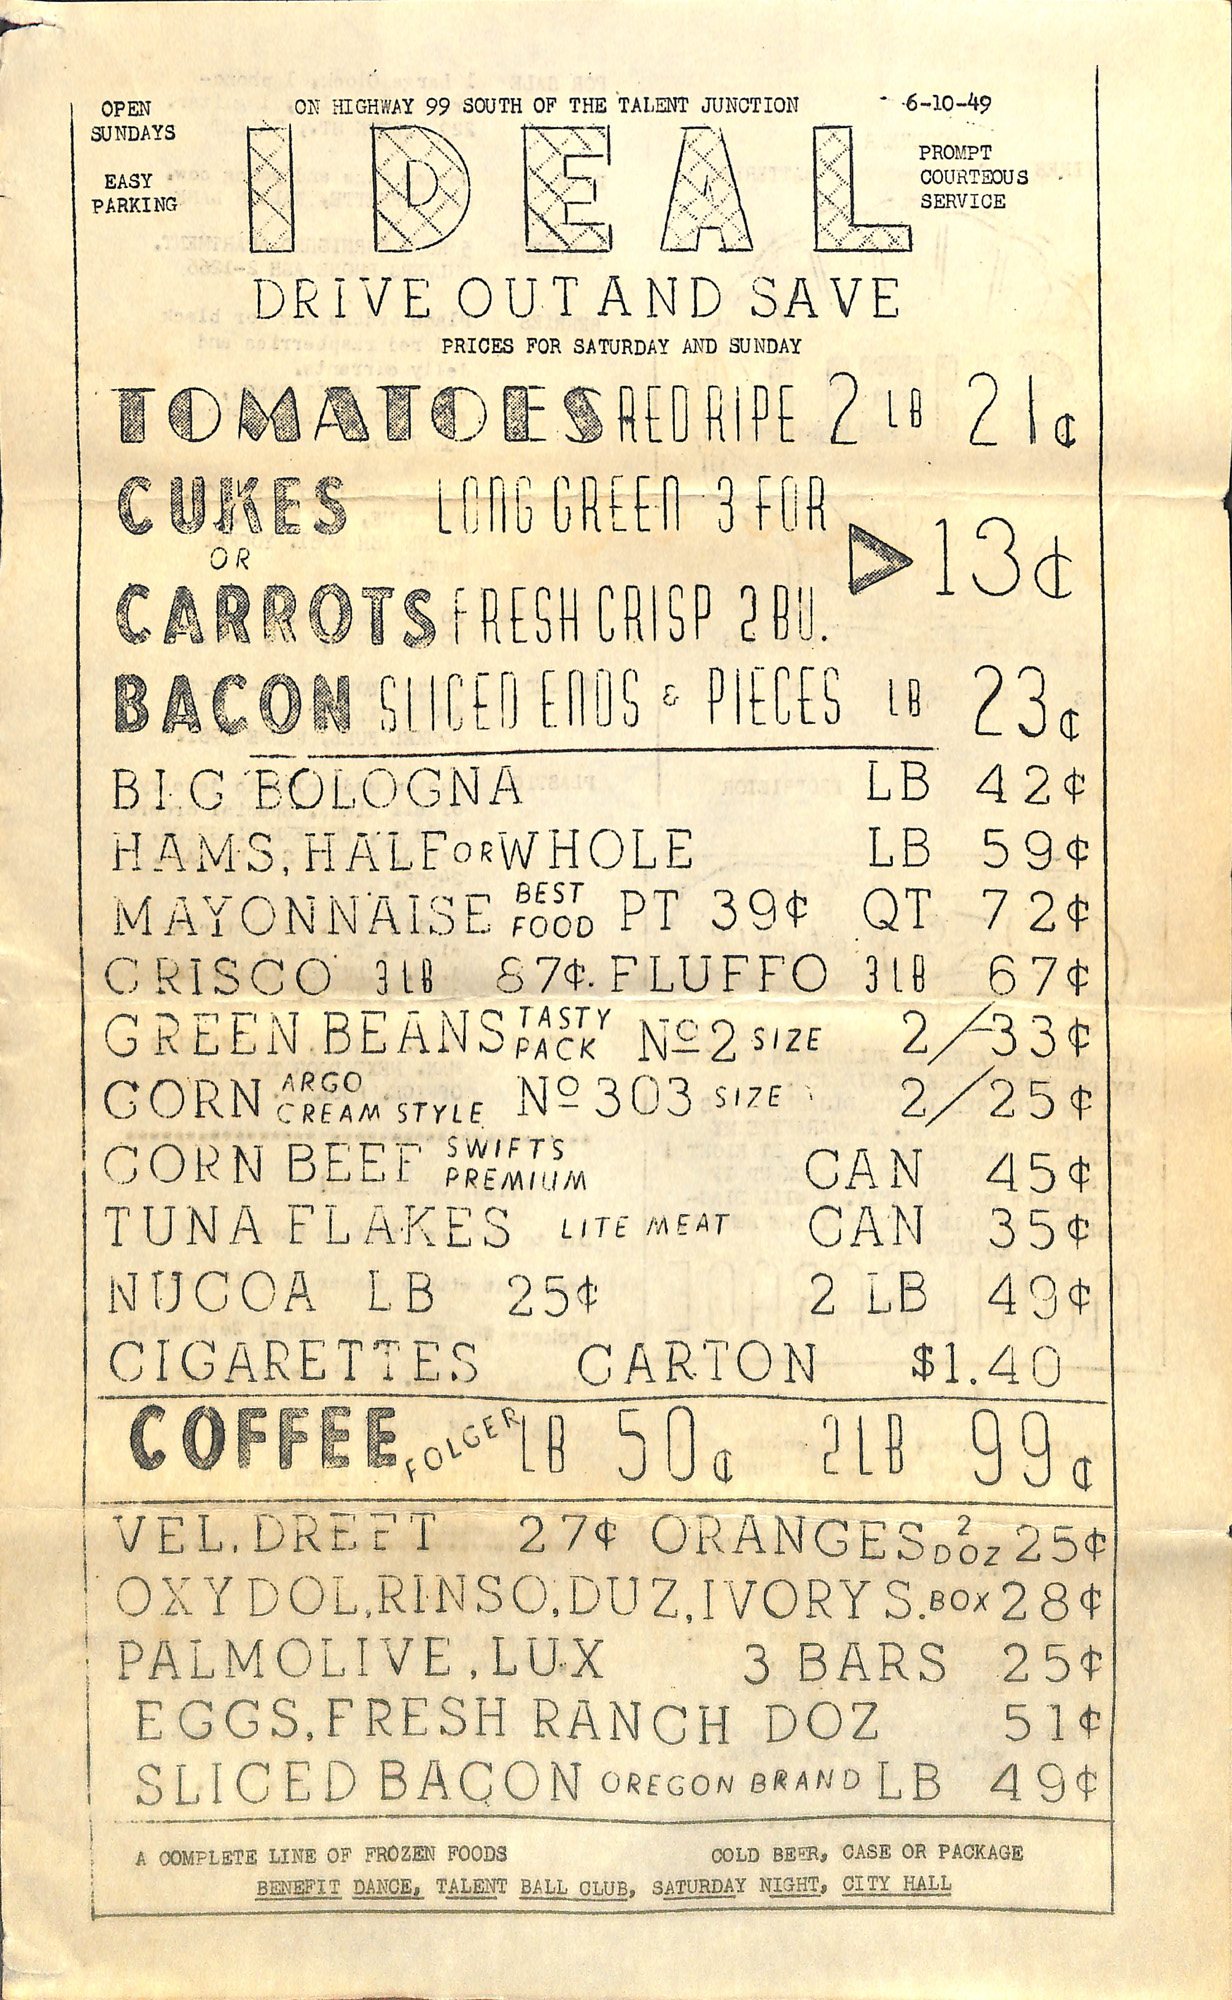 OPEN SUNDAYS
ON HIGHWAY 99 SOUTH OF THE TALENT JUNCTION
6-10-49
EASY PARKING
IDEAL
PROMPT COURTEOUS SERVICE
DRIVE OUT AND SAVE
PRICES FOR SATURDAY AND SUNDAY
TOMATOES RED RIPE 2 LB 21¢
CUKES LONG GREEN 3 FOR
OR
13¢
CARROTS FRESH CRISP 2 BU.
BACON SLICED ENDS & PIECES LB 23¢
BIG BOLOGNA LB 42¢
HAMS, HALF OR WHOLE LB 59¢
MAYONNAISE BEST FOOD PT 39¢ QT 72¢
CRISCO 3 LB 87¢. FLUFFO 3 LB 67¢
GREEN BEANS TASTY PACK Nº 2 SIZE 2/33¢
CORN ARGO CREAM STYLE Nº 303 SIZE 2/25¢
CORN BEEF SWIFTS PREMIUM CAN 45¢
TUNA FLAKES LITE MEAT CAN 35¢
NUCOA LB 25¢ 2 LB 49¢
CIGARETTES CARTON $1.40
COFFEE FOLGER LB 50¢ 2 LB 99¢
VEL, DREFT 27¢ ORANGES 2 DOZ 25¢
OXYDOL, RINSO, DUZ, IVORY S. BOX 28¢
PALMOLIVE, LUX 3 BARS 25¢
EGGS, FRESH RANCH DOZ 51¢
SLICED BACON OREGON BRAND LB 49¢
A COMPLETE LINE OF FROZEN FOODS COLD BEER, CASE OR PACKAGE
BENEFIT DANCE, TALENT BALL CLUB, SATURDAY NIGHT, CITY HALL